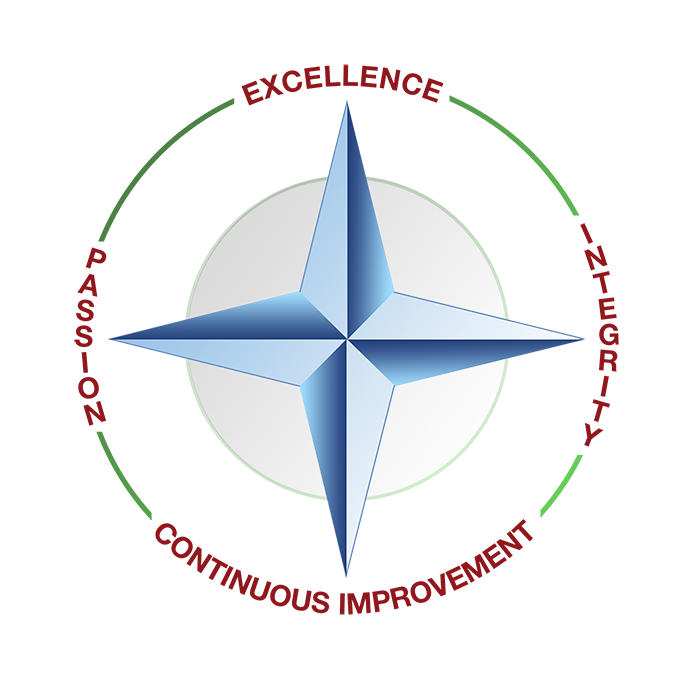 EXCELLENCE
INTEGRITY
CONTINUOUS IMPROVEMENT
PASSION